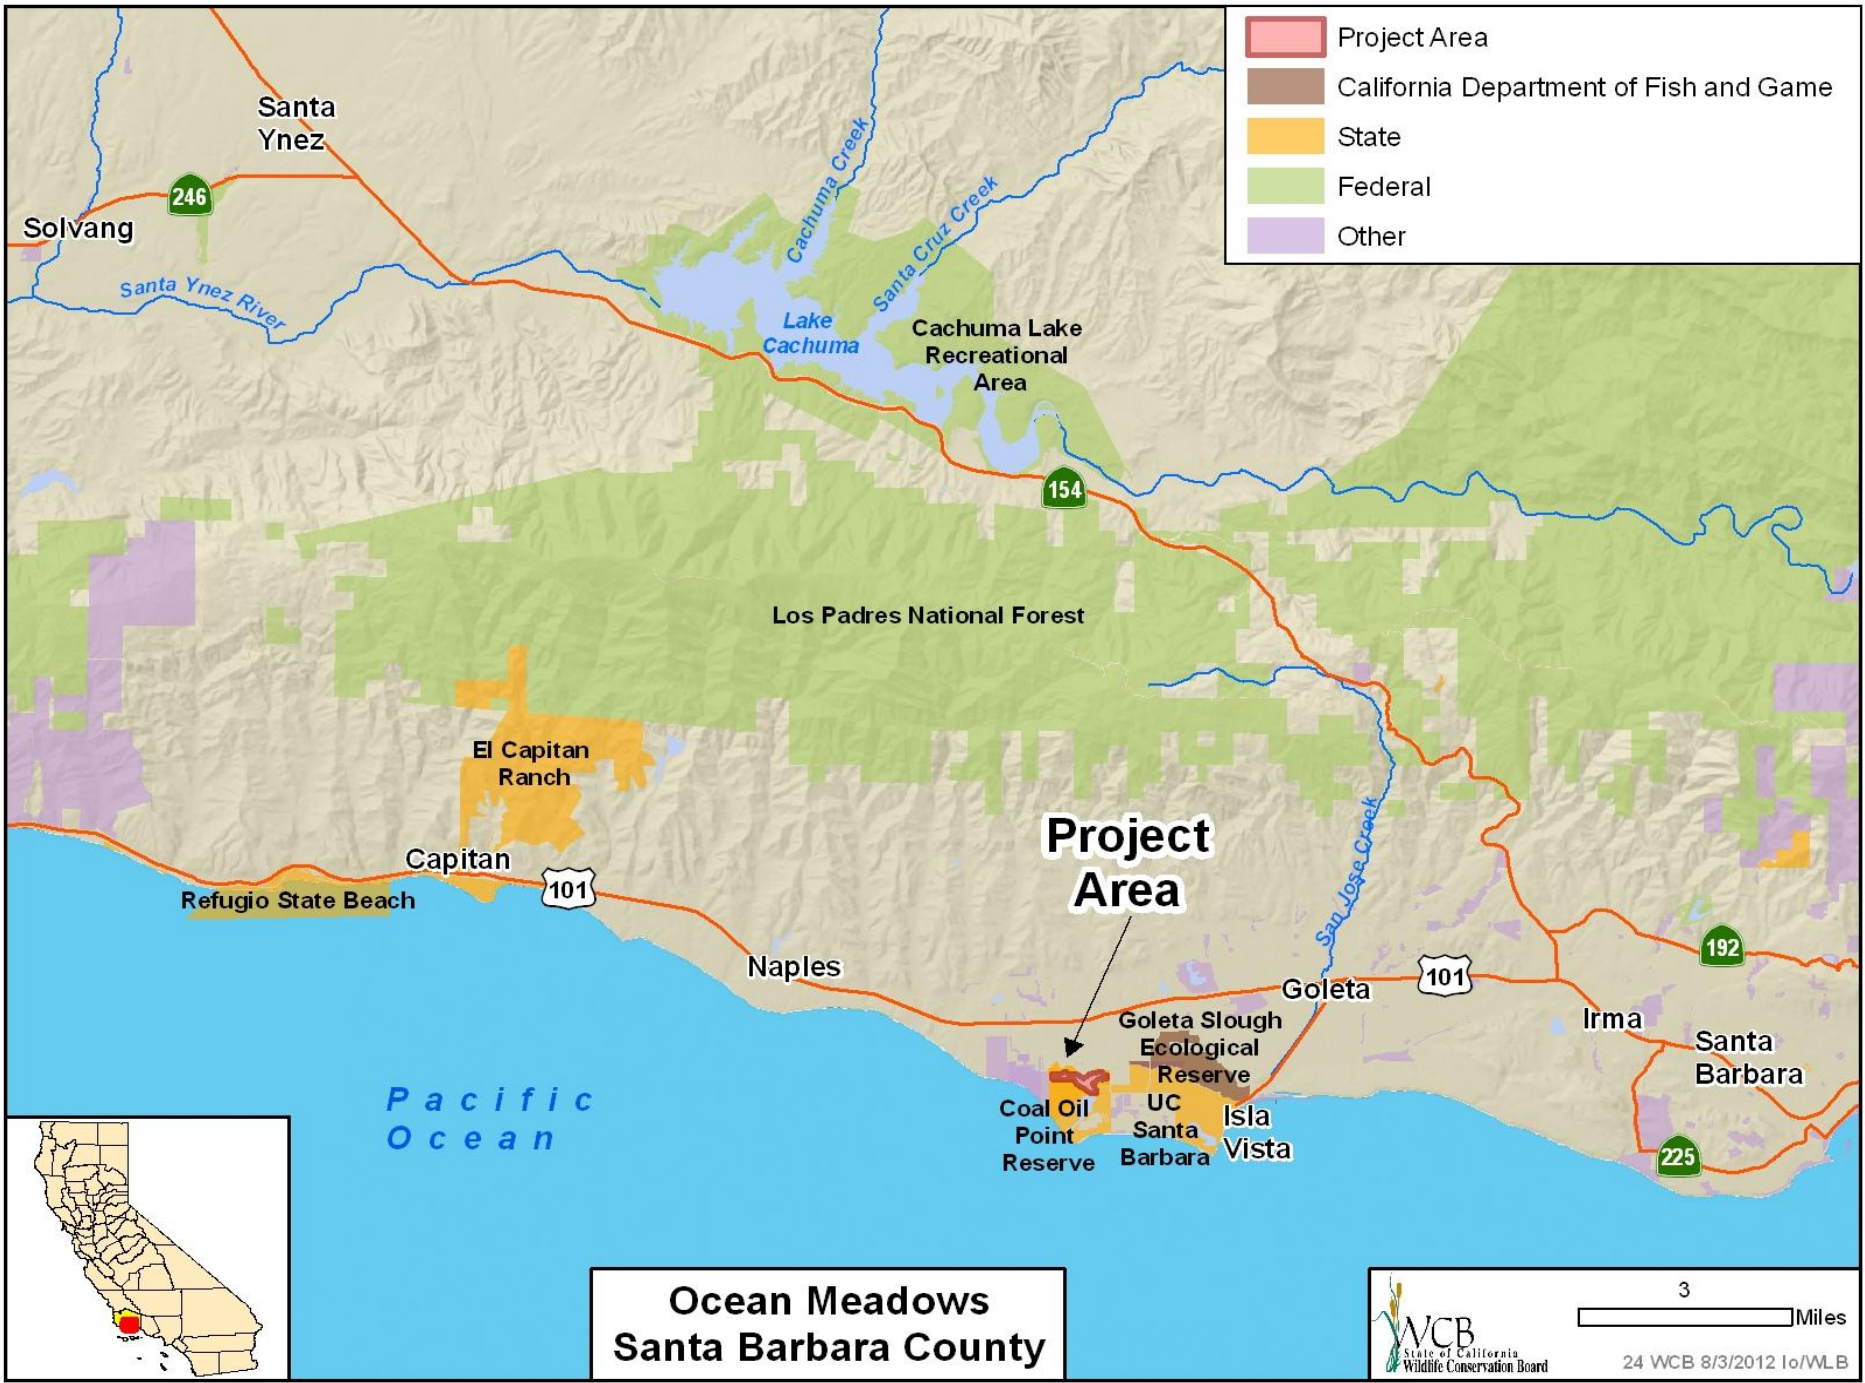 Project Area
California Department of Fish and Game
State
Federal
Other
Santa
Ynez
246
Solvang
Santa Ynez River
Cachuma Creek
Santa Cruz Creek
Lake
Cachuma
Cachuma Lake
Recreational
Area
154
Los Padres National Forest
El Capitan
Ranch
Capitan
Refugio State Beach
101
Naples
Project
Area
San Jose Creek
192
Goleta
101
Irma
Santa
Barbara
Goleta Slough
Ecological
Reserve
Coal Oil
Point
Reserve
UC
Santa
Barbara
Isla
Vista
225
Pacific
Ocean
Ocean Meadows
Santa Barbara County
WCB
State of California
Wildlife Conservation Board
3
Miles
24 WCB 8/3/2012 lo/WLB